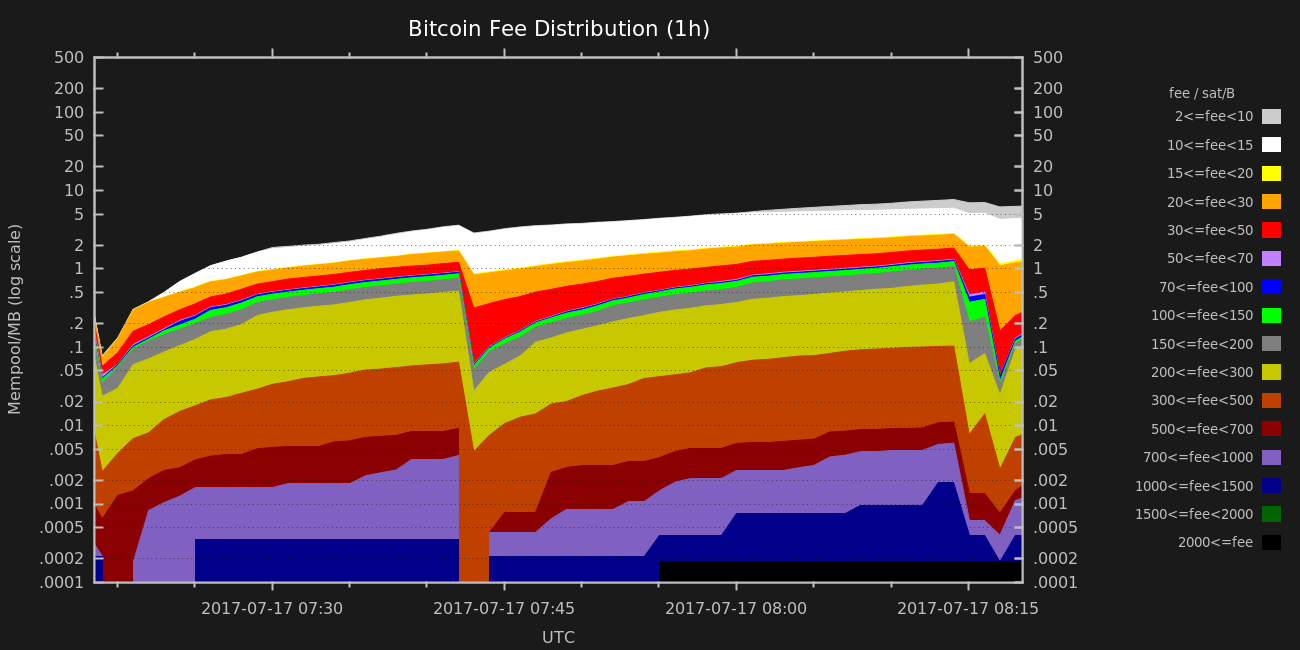 Bitcoin Fee Distribution (1h)
500 500
200 200
100 100
50 50
20 20
10 10
5 5
2 2
1 1
.5 .5
.2 .2
.1 .1
.05 .05
.02 .02
.01 .01
.005 .005
.002 .002
.001 .001
.0005 .0005
.0002 .0002
.0001 .0001
Mempool/MB (log scale)
2017-07-17 07:30 2017-07-17 07:45 2017-07-17 08:00 2017-07-17 08:15
UTC
fee / sat/B
2<=fee<10
10<=fee<15
15<=fee<20
20<=fee<30
30<=fee<50
50<=fee<70
70<=fee<100
100<=fee<150
150<=fee<200
200<=fee<300
300<=fee<500
500<=fee<700
700<=fee<1000
1000<=fee<1500
1500<=fee<2000
2000<=fee